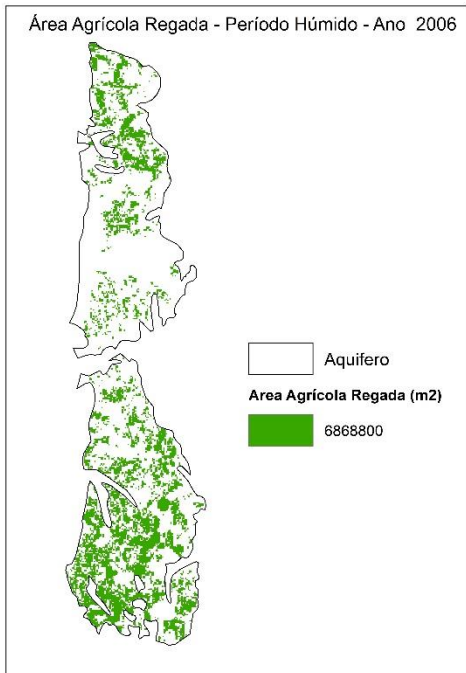 Área Agrícola Regada - Período Húmido - Ano 2006
Aquifero
Area Agrícola Regada (m2)
6868800